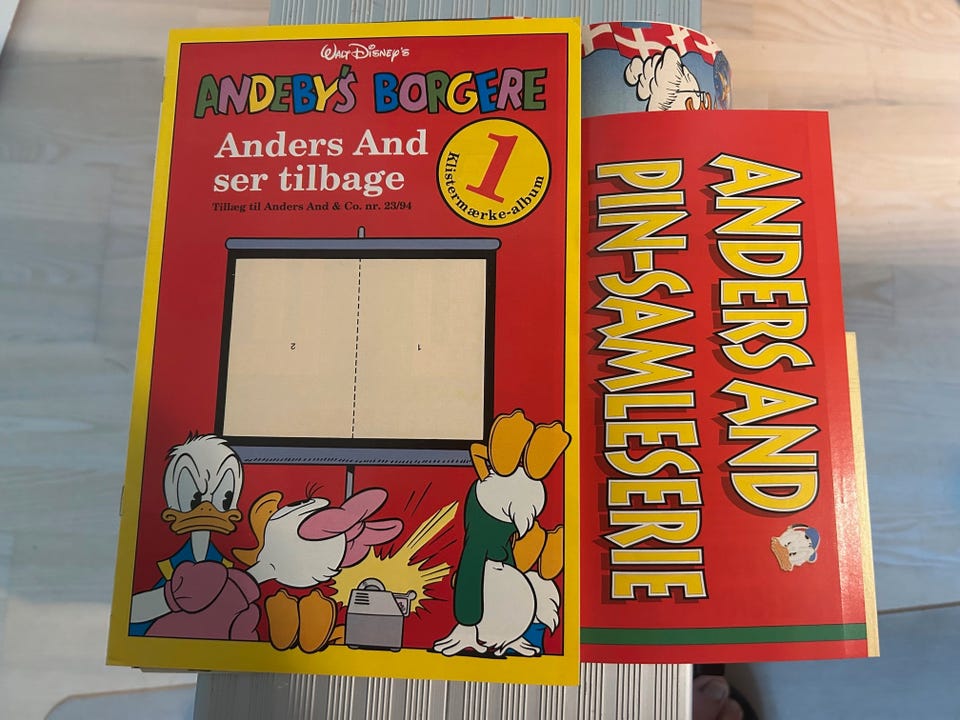 Walt Disney's
ANDEBY'S BORGERE
Anders And
ser tilbage
Tillæg til Anders And & Co. nr. 23/94
1
Klistermærke-album
2
1
ANDERS AND
PIN-SAMLESERIE